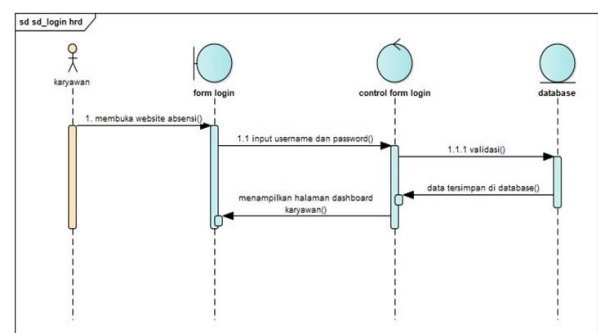 sd sd_login hrd
karyawan
form login
control form login
database
1. membuka website absensi()
1.1 input username dan password()
1.1.1 validasi()
data tersimpan di database()
menampilkan halaman dashboard
karyawan()